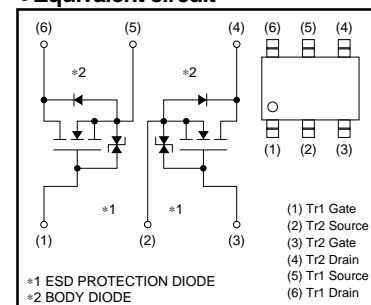 (6) (5) (4) (6) (5) (4)
∗2 ∗2
∗1 ∗1
(1) (2) (3)
(1) (2) (3)
(1) Tr1 Gate
(2) Tr2 Source
(3) Tr2 Gate
(4) Tr2 Drain
(5) Tr1 Source
(6) Tr1 Drain
∗1 ESD PROTECTION DIODE
∗2 BODY DIODE